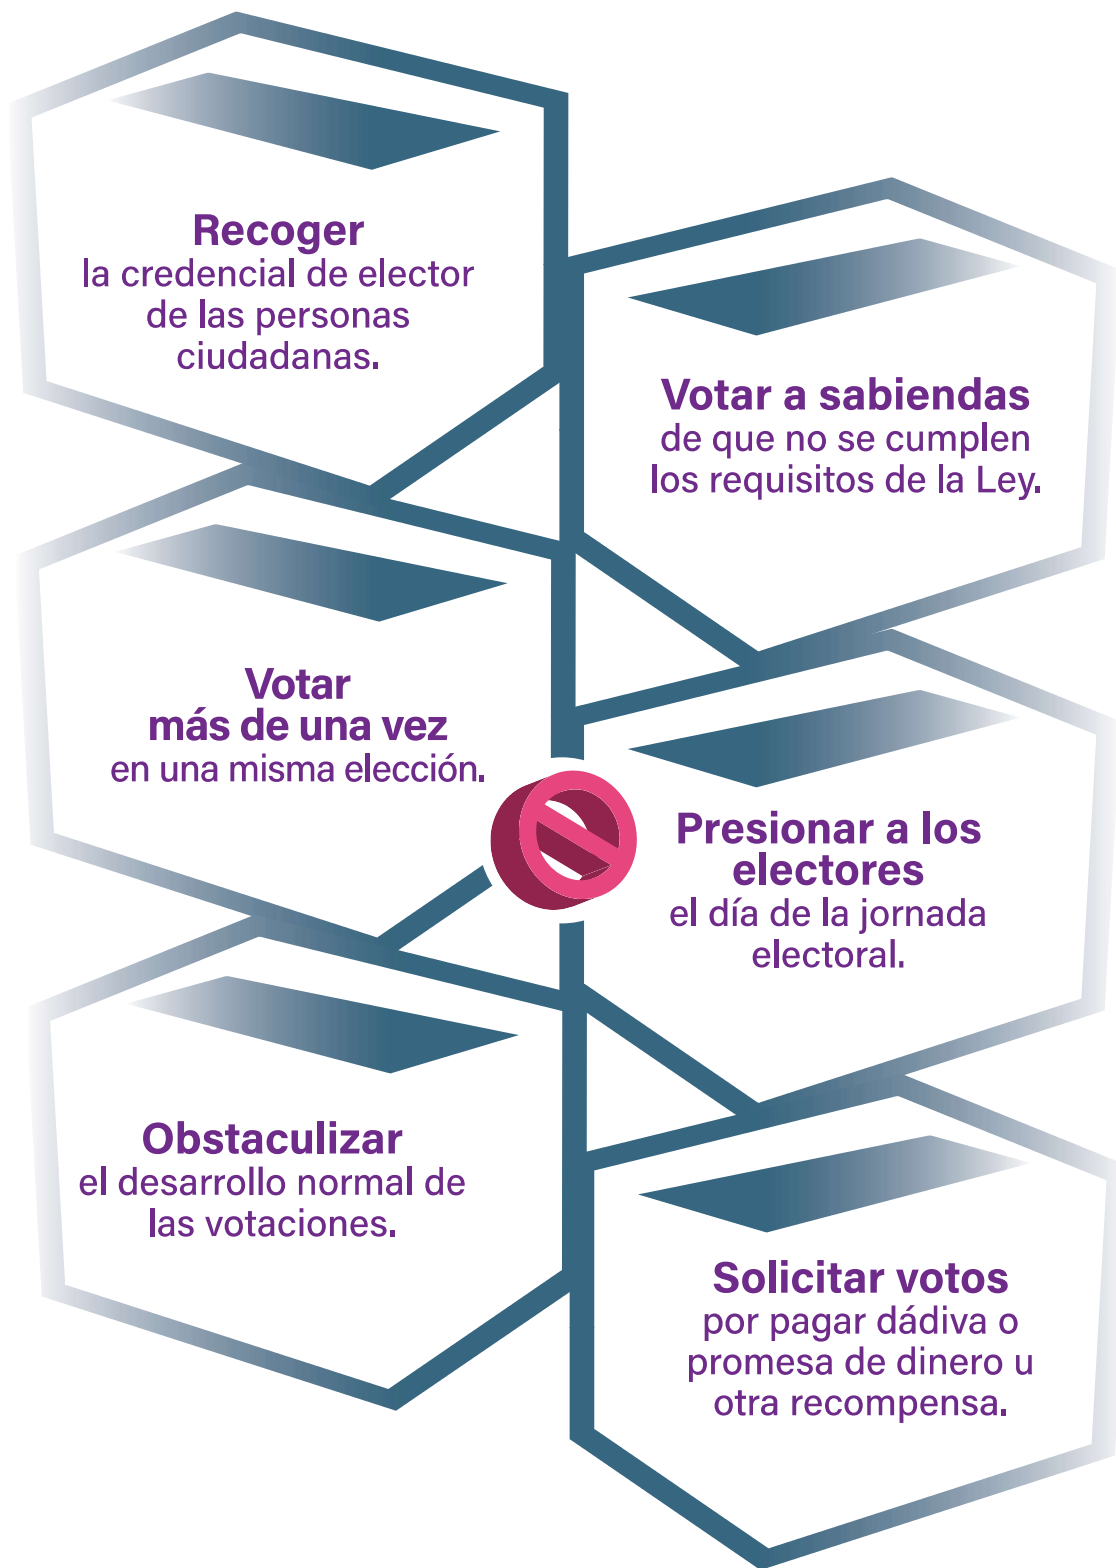 Recoger
la credencial de elector
de las personas
ciudadanas.
Votar a sabiendas
de que no se cumplen
los requisitos de la Ley.
Votar
más de una vez
en una misma elección.
Presionar a los
electores
el día de la jornada
electoral.
Obstaculizar
el desarrollo normal de
las votaciones.
Solicitar votos
por pagar dádiva o
promesa de dinero u
otra recompensa.